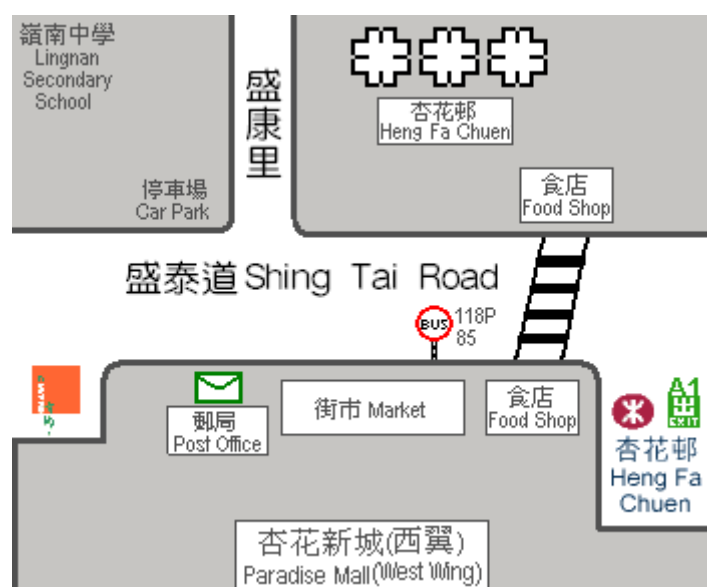 嶺南中學
Lingnan
Secondary
School
盛康里
杏花邨
Heng Fa Chuen
停車場
Car Park
食店
Food Shop
盛泰道 Shing Tai Road
BUS
118P
85
郵局
Post Office
街市 Market
食店
Food Shop
A1
出
EXIT
杏花邨
Heng Fa
Chuen
杏花新城(西翼)
Paradise Mall(West Wing)